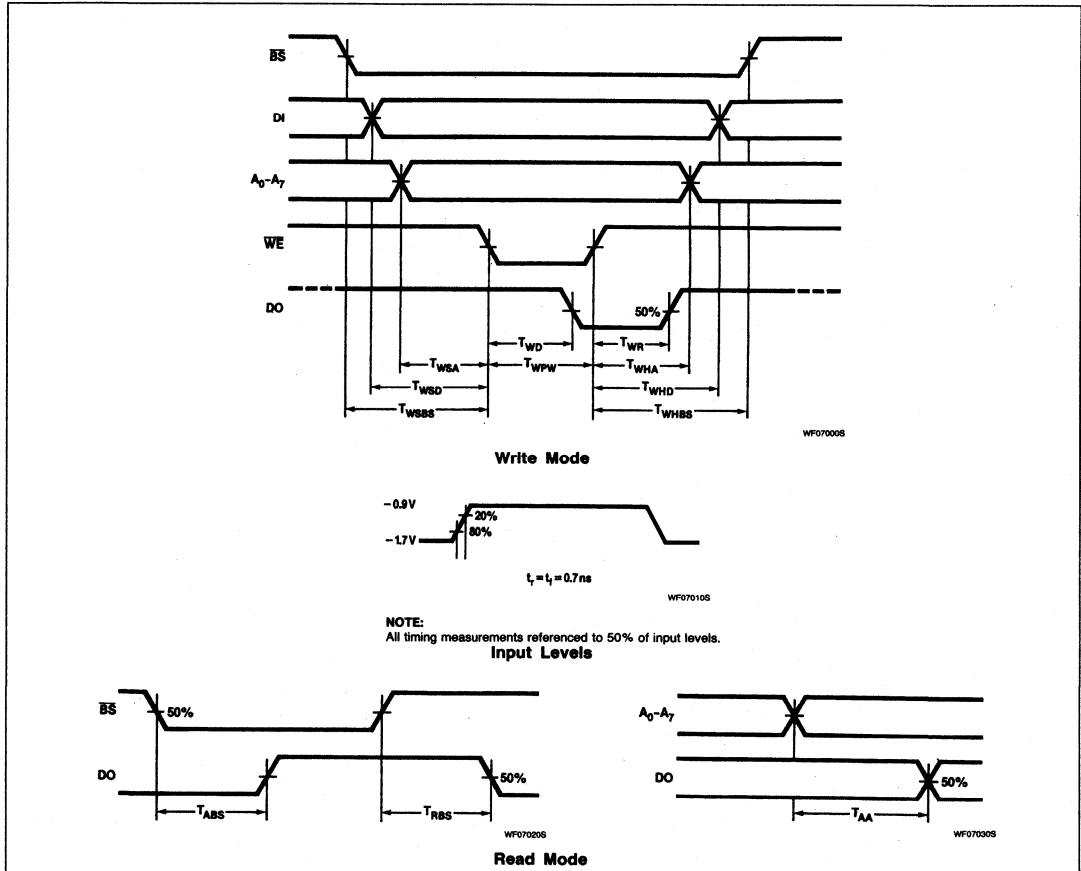 BS
DI
A0-A7
WE
DO
50%
TWD
TWR
TWSA
TWPW
TWHA
TWSD
TWHD
TWSBS
TWHBS
WF07000S
Write Mode
−0.9V
20%
80%
−1.7V
tr = tf = 0.7ns
WF07010S
NOTE:
All timing measurements referenced to 50% of input levels.
Input Levels
BS
50%
DO
50%
TABS
TRBS
WF07020S
A0-A7
DO
50%
TAA
WF07030S
Read Mode